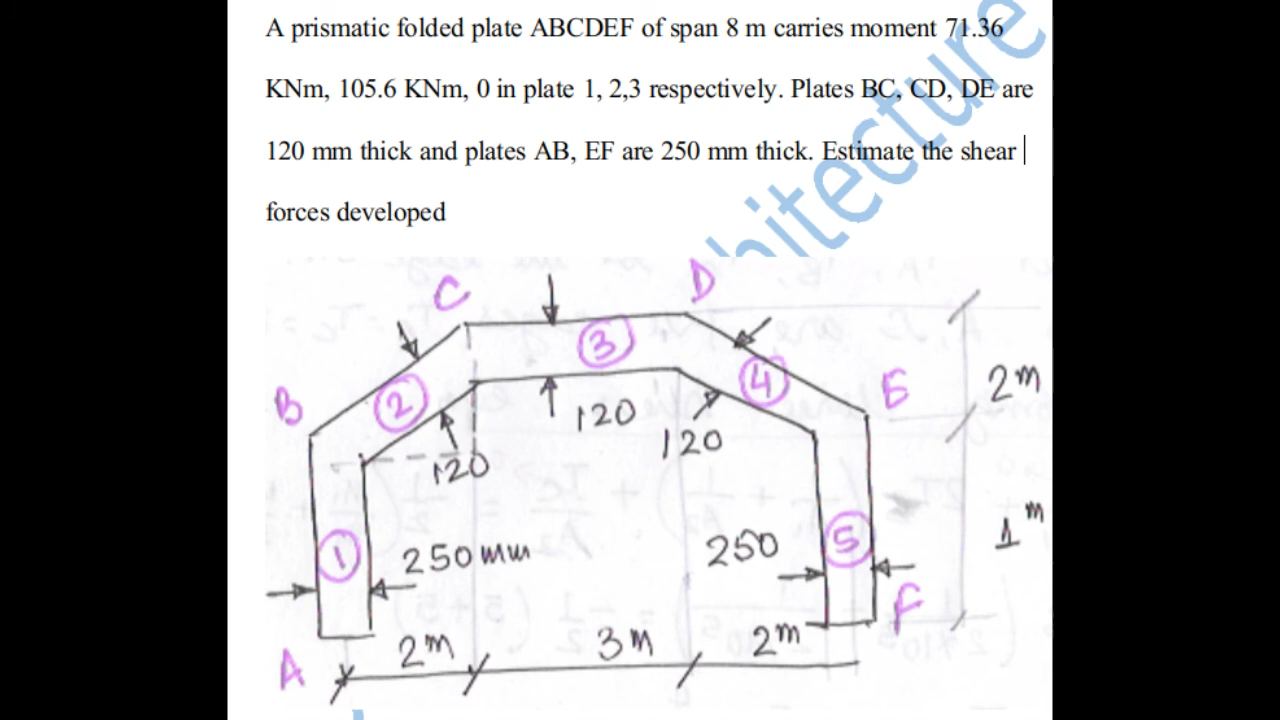 A prismatic folded plate ABCDEF of span 8 m carries moment 71.36
KNm, 105.6 KNm, 0 in plate 1, 2,3 respectively. Plates BC, CD, DE are
120 mm thick and plates AB, EF are 250 mm thick. Estimate the shear
forces developed
hitecture
C
D
3
B
2
4
E
2m
120
120
120
1
250 mm
250
5
1m
F
A
2m
3m
2m